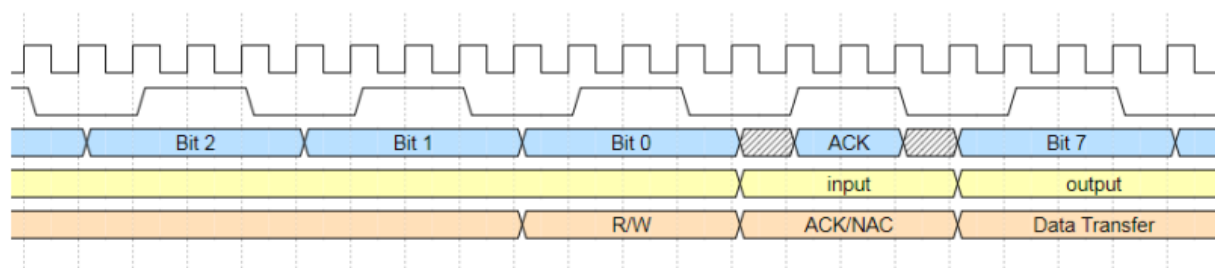 Bit 2 Bit 1 Bit 0 ACK Bit 7
input output
R/W ACK/NAC Data Transfer